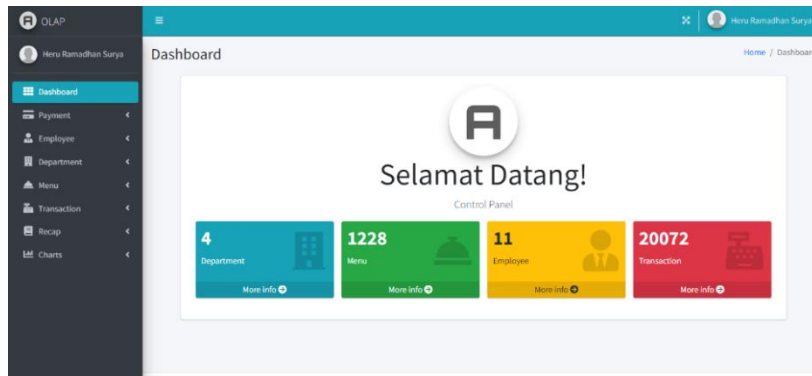 OLAP
Heru Ramadhan Surya
Heru Ramadhan Surya
Dashboard
Home / Dashboar
Dashboard
Payment
Employee
Department
Menu
Transaction
Recap
Charts
A
Selamat Datang!
Control Panel
4
Department
More info
1228
Menu
More info
11
Employee
More info
20072
Transaction
More info